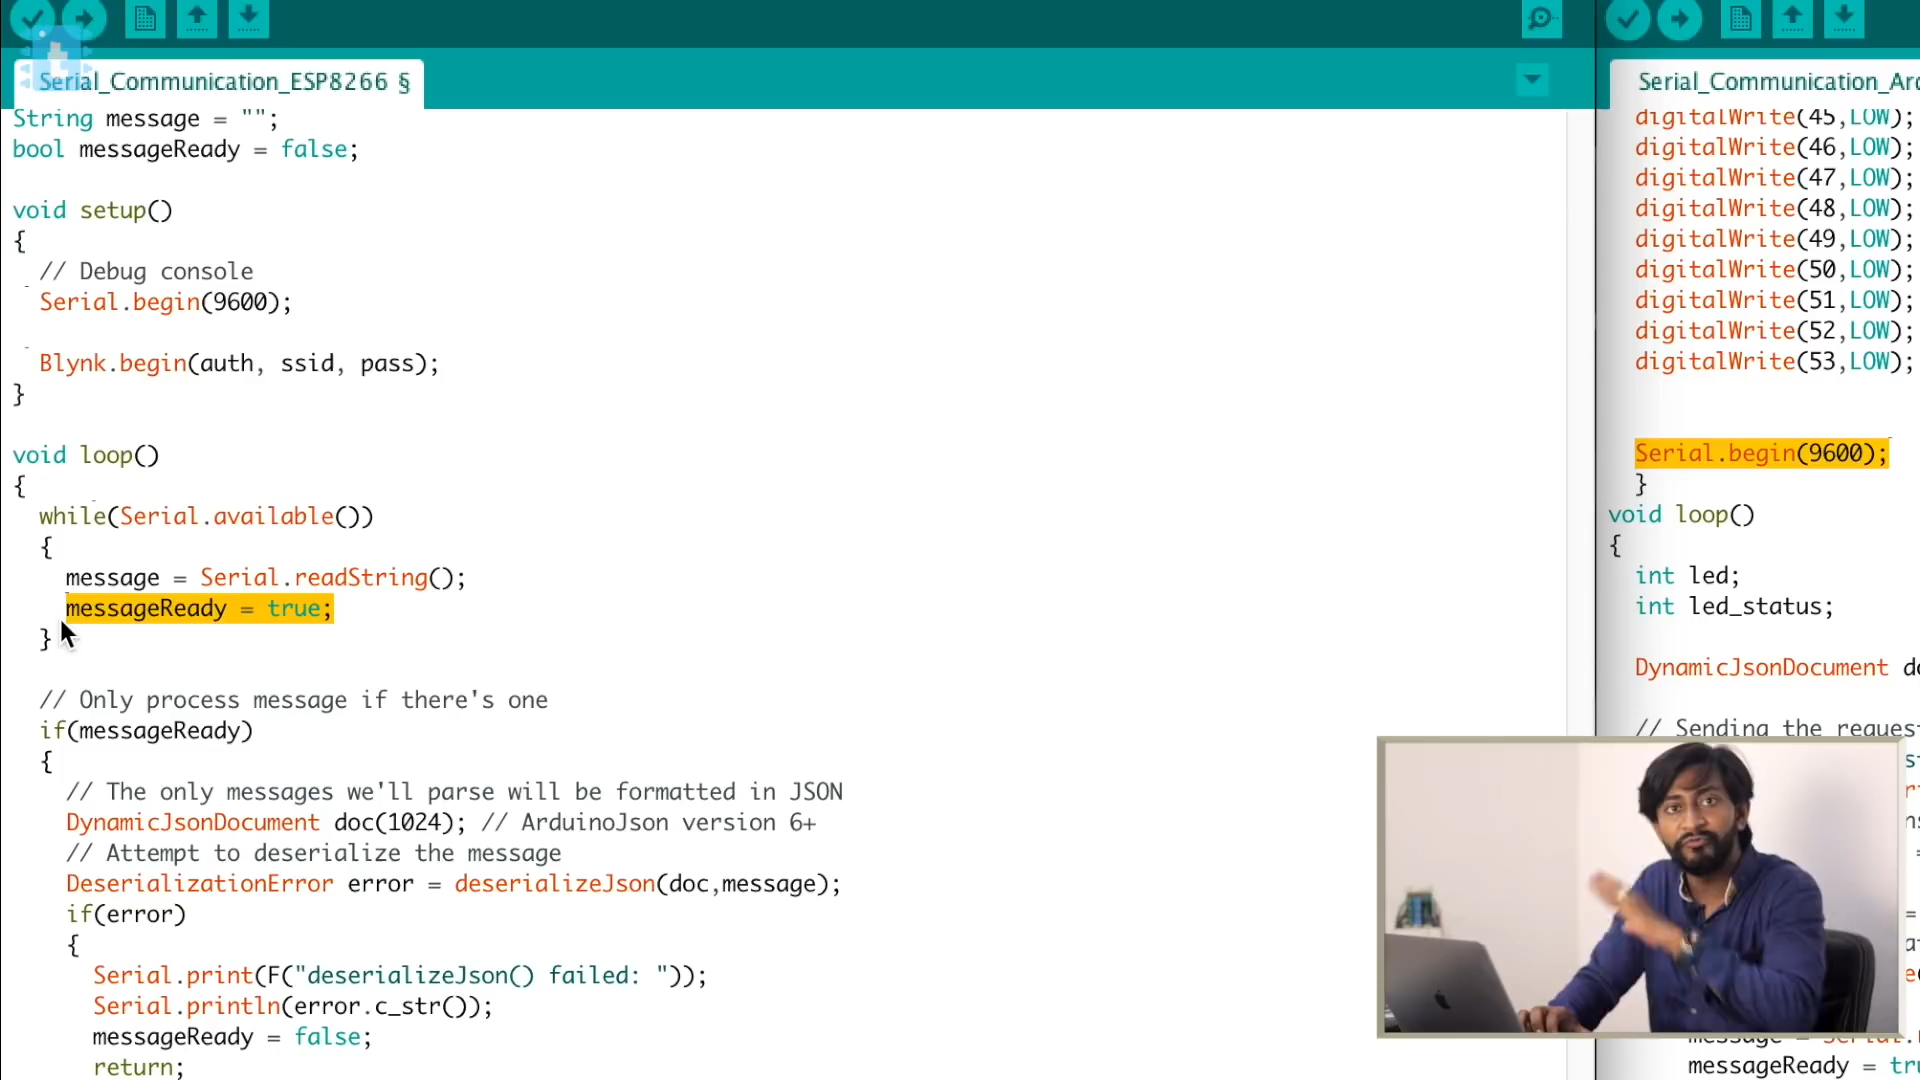 Serial_Communication_ESP8266 §
String message = "";
bool messageReady = false;
void setup()
{
// Debug console
Serial.begin(9600);
Blynk.begin(auth, ssid, pass);
}
void loop()
{
while(Serial.available())
{
message = Serial.readString();
messageReady = true;
}
// Only process message if there's one
if(messageReady)
{
// The only messages we'll parse will be formatted in JSON
DynamicJsonDocument doc(1024); // ArduinoJson version 6+
// Attempt to deserialize the message
DeserializationError error = deserializeJson(doc,message);
if(error)
{
Serial.print(F("deserializeJson() failed: "));
Serial.println(error.c_str());
messageReady = false;
return;
Serial_Communication_Ard
digitalWrite(45,LOW);
digitalWrite(46,LOW);
digitalWrite(47,LOW);
digitalWrite(48,LOW);
digitalWrite(49,LOW);
digitalWrite(50,LOW);
digitalWrite(51,LOW);
digitalWrite(52,LOW);
digitalWrite(53,LOW);
Serial.begin(9600);
}
void loop()
{
int led;
int led_status;
DynamicJsonDocument do
// Sending the request
messageReady = tru